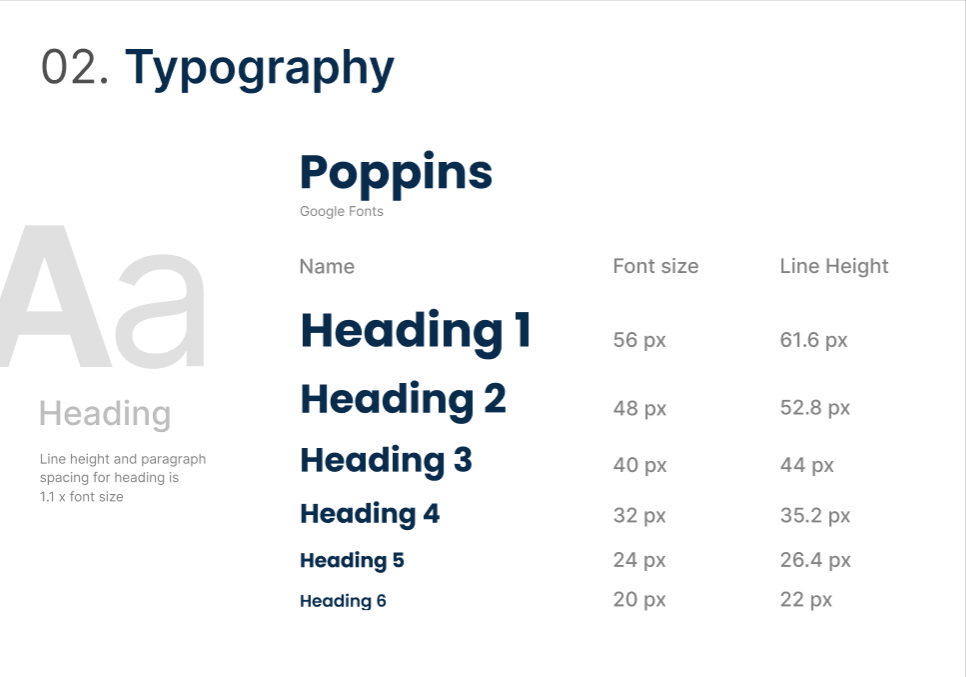 02. Typography
Poppins
Google Fonts
Aa
Heading
Line height and paragraph
spacing for heading is
1.1 x font size
Name Font size Line Height
Heading 1 56 px 61.6 px
Heading 2 48 px 52.8 px
Heading 3 40 px 44 px
Heading 4 32 px 35.2 px
Heading 5 24 px 26.4 px
Heading 6 20 px 22 px